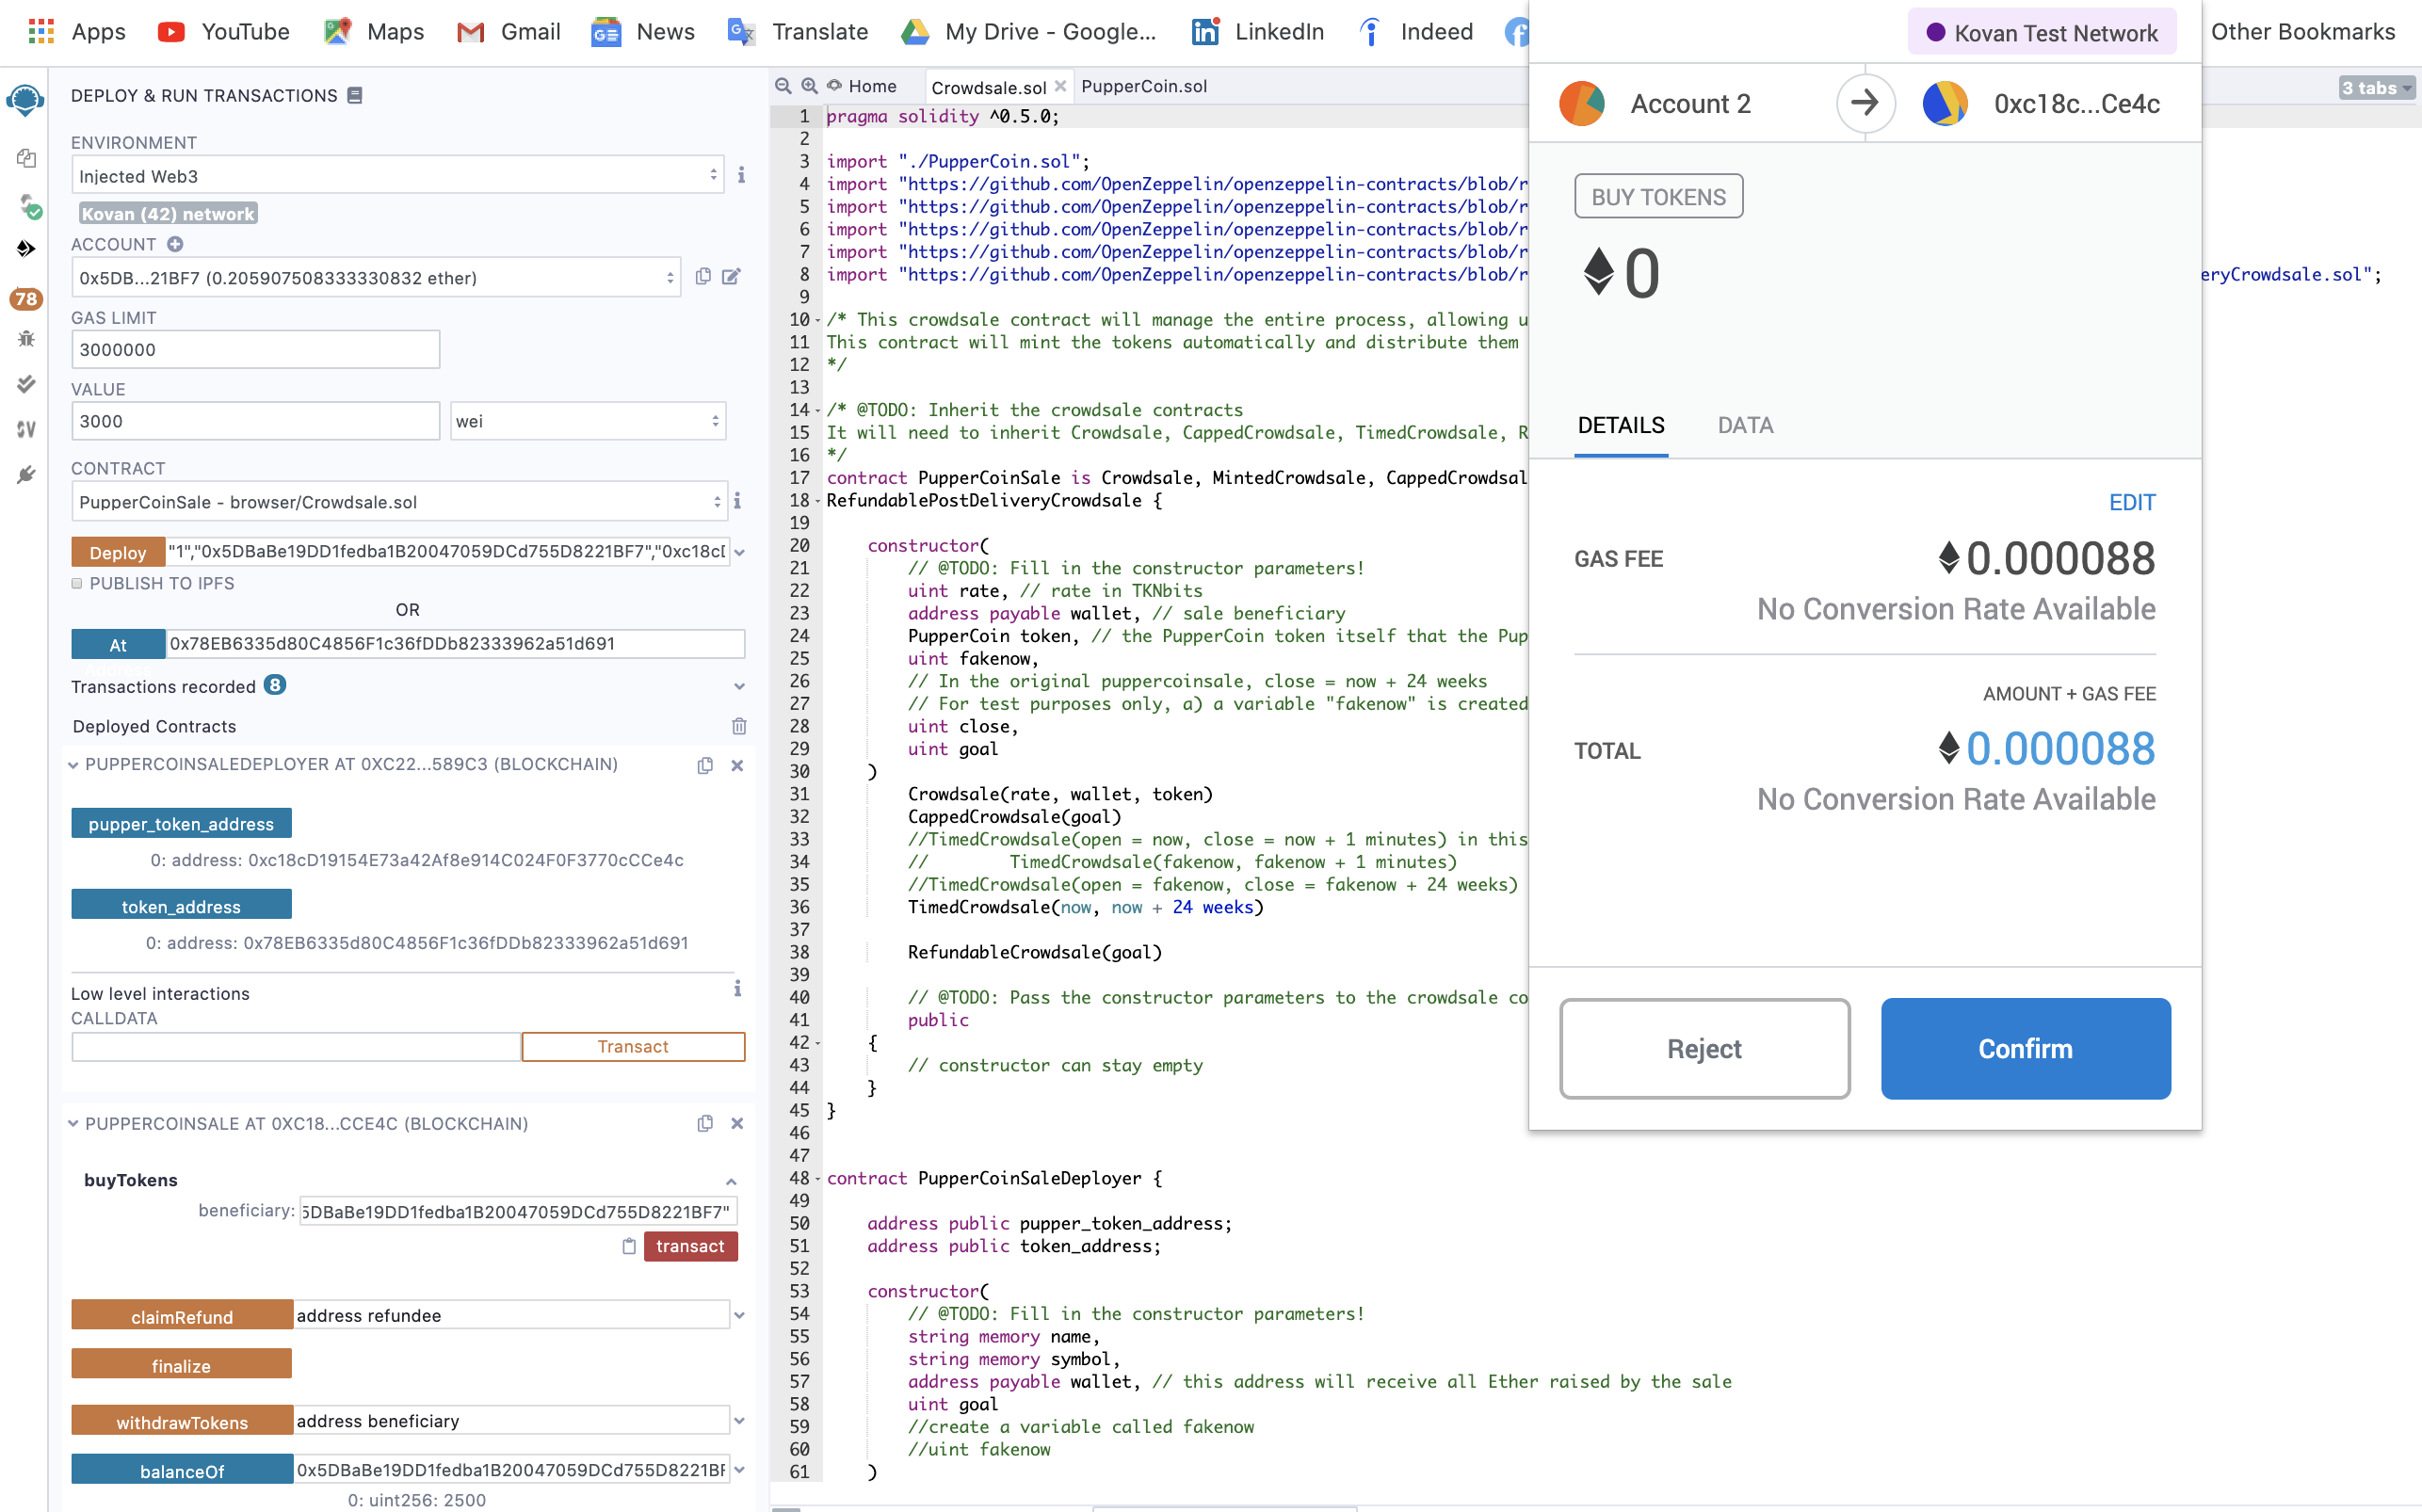 Apps YouTube Maps Gmail News Translate My Drive - Google... LinkedIn Indeed Other Bookmarks
DEPLOY & RUN TRANSACTIONS
ENVIRONMENT
Injected Web3
Kovan (42) network
ACCOUNT
0x5DB...21BF7 (0.205907508333330832 ether)
GAS LIMIT
3000000
VALUE
3000 wei
CONTRACT
PupperCoinSale - browser/Crowdsale.sol
Deploy "1","0x5DBaBe19DD1fedba1B20047059DCd755D8221BF7","0xc18cD
PUBLISH TO IPFS
OR
At 0x78EB6335d80C4856F1c36fDDb82333962a51d691
Transactions recorded 8
Deployed Contracts
PUPPERCOINSALEDEPLOYER AT 0XC22...589C3 (BLOCKCHAIN)
pupper_token_address
0: address: 0xc18cD19154E73a42Af8e914C024F0F3770cCCe4c
token_address
0: address: 0x78EB6335d80C4856F1c36fDDb82333962a51d691
Low level interactions
CALLDATA
Transact
PUPPERCOINSALE AT 0XC18...CCE4C (BLOCKCHAIN)
buyTokens
beneficiary: 5DBaBe19DD1fedba1B20047059DCd755D8221BF7"
transact
claimRefund address refundee
finalize
withdrawTokens address beneficiary
balanceOf 0x5DBaBe19DD1fedba1B20047059DCd755D8221BF
0: uint256: 2500
78
Home Crowdsale.sol PupperCoin.sol 3 tabs
1 pragma solidity ^0.5.0;
2
3 import "./PupperCoin.sol";
4 import "https://github.com/OpenZeppelin/openzeppelin-contracts/blob/r
5 import "https://github.com/OpenZeppelin/openzeppelin-contracts/blob/r
6 import "https://github.com/OpenZeppelin/openzeppelin-contracts/blob/r
7 import "https://github.com/OpenZeppelin/openzeppelin-contracts/blob/r
8 import "https://github.com/OpenZeppelin/openzeppelin-contracts/blob/r eryCrowdsale.sol";
9
10 /* This crowdsale contract will manage the entire process, allowing u
11 This contract will mint the tokens automatically and distribute them
12 */
13
14 /* @TODO: Inherit the crowdsale contracts
15 It will need to inherit Crowdsale, CappedCrowdsale, TimedCrowdsale, R
16 */
17 contract PupperCoinSale is Crowdsale, MintedCrowdsale, CappedCrowdsal
18 RefundablePostDeliveryCrowdsale {
19
20 constructor(
21 // @TODO: Fill in the constructor parameters!
22 uint rate, // rate in TKNbits
23 address payable wallet, // sale beneficiary
24 PupperCoin token, // the PupperCoin token itself that the Pup
25 uint fakenow,
26 // In the original puppercoinsale, close = now + 24 weeks
27 // For test purposes only, a) a variable "fakenow" is created
28 uint close,
29 uint goal
30 )
31 Crowdsale(rate, wallet, token)
32 CappedCrowdsale(goal)
33 //TimedCrowdsale(open = now, close = now + 1 minutes) in this
34 // TimedCrowdsale(fakenow, fakenow + 1 minutes)
35 //TimedCrowdsale(open = fakenow, close = fakenow + 24 weeks)
36 TimedCrowdsale(now, now + 24 weeks)
37
38 RefundableCrowdsale(goal)
39
40 // @TODO: Pass the constructor parameters to the crowdsale co
41 public
42 {
43 // constructor can stay empty
44 }
45 }
46
47
48 contract PupperCoinSaleDeployer {
49
50 address public pupper_token_address;
51 address public token_address;
52
53 constructor(
54 // @TODO: Fill in the constructor parameters!
55 string memory name,
56 string memory symbol,
57 address payable wallet, // this address will receive all Ether raised by the sale
58 uint goal
59 //create a variable called fakenow
60 //uint fakenow
61 )
Kovan Test Network
Account 2 0xc18c...Ce4c
BUY TOKENS
0
DETAILS DATA
EDIT
GAS FEE 0.000088
No Conversion Rate Available
AMOUNT + GAS FEE
TOTAL 0.000088
No Conversion Rate Available
Reject Confirm